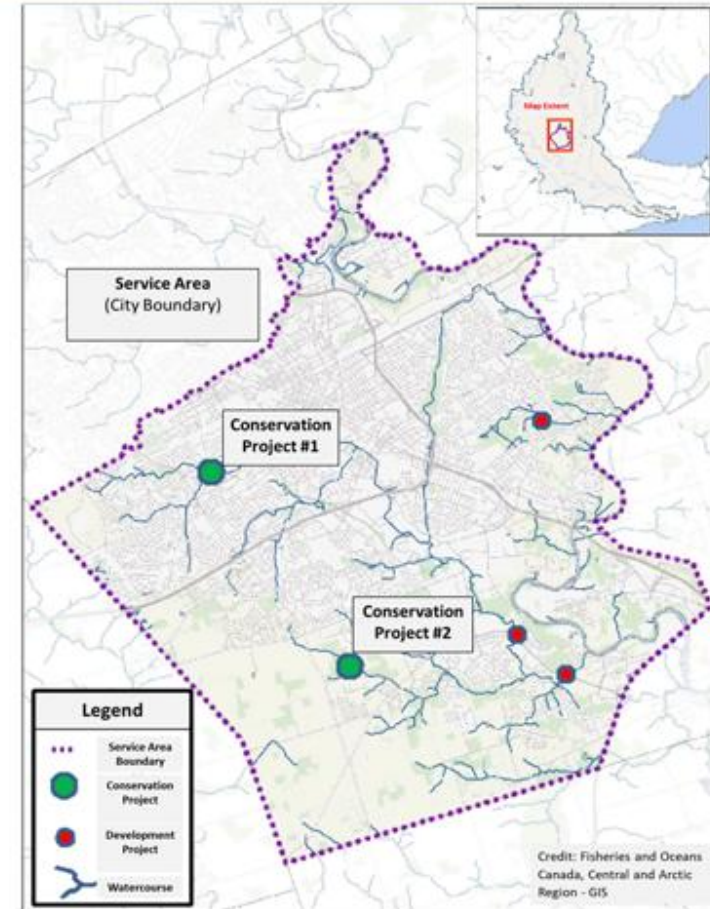 Map Extent
Service Area
(City Boundary)
Conservation
Project #1
Conservation
Project #2
Legend
Service Area
Boundary
Conservation
Project
Development
Project
Watercourse
Credit: Fisheries and Oceans
Canada, Central and Arctic
Region - GIS